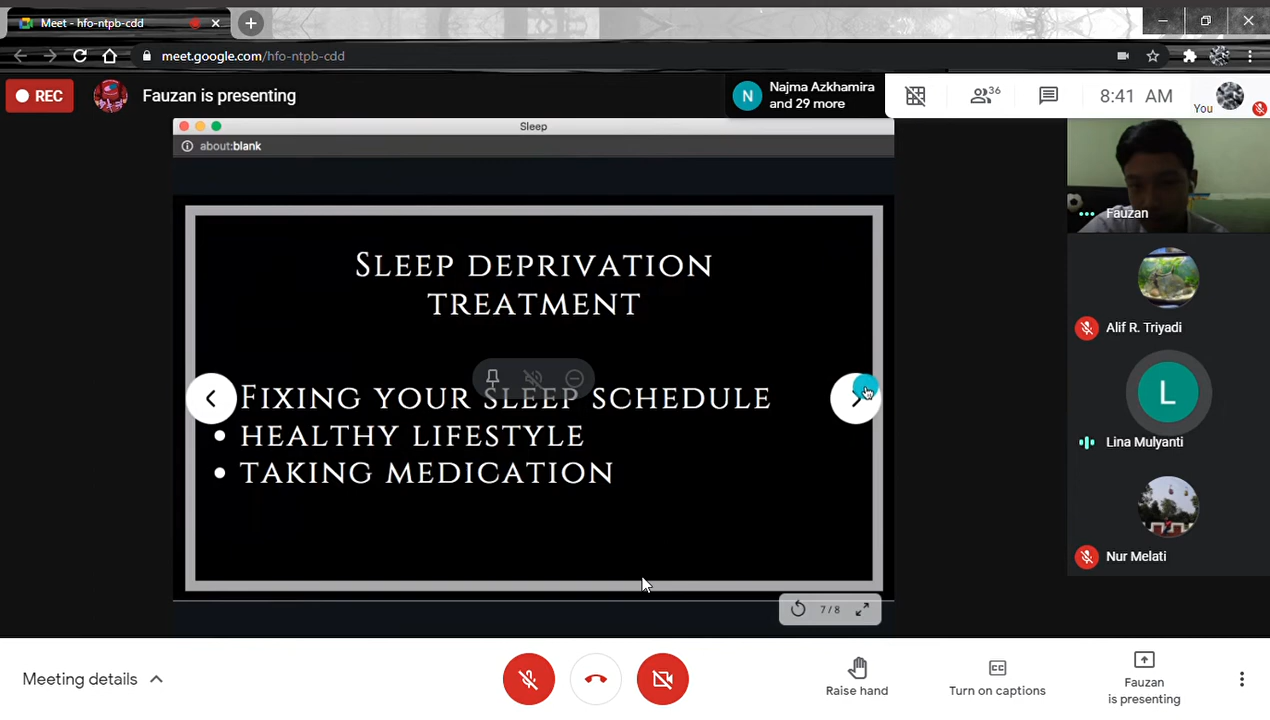 Meet - hfo-ntpb-cdd
meet.google.com/hfo-ntpb-cdd
REC
Fauzan is presenting
N
Najma Azkhamira
and 29 more
36
8:41 AM
You
Sleep
about:blank
Sleep deprivation
treatment
Fixing your sleep schedule
• healthy lifestyle
• taking medication
7/8
Fauzan
Alif R. Triyadi
L
Lina Mulyanti
Nur Melati
Meeting details
Raise hand
CC
Turn on captions
Fauzan
is presenting